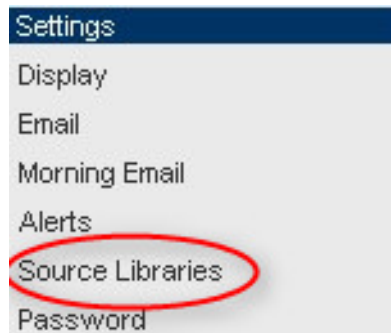 Settings
Display
Email
Morning Email
Alerts
Source Libraries
Password